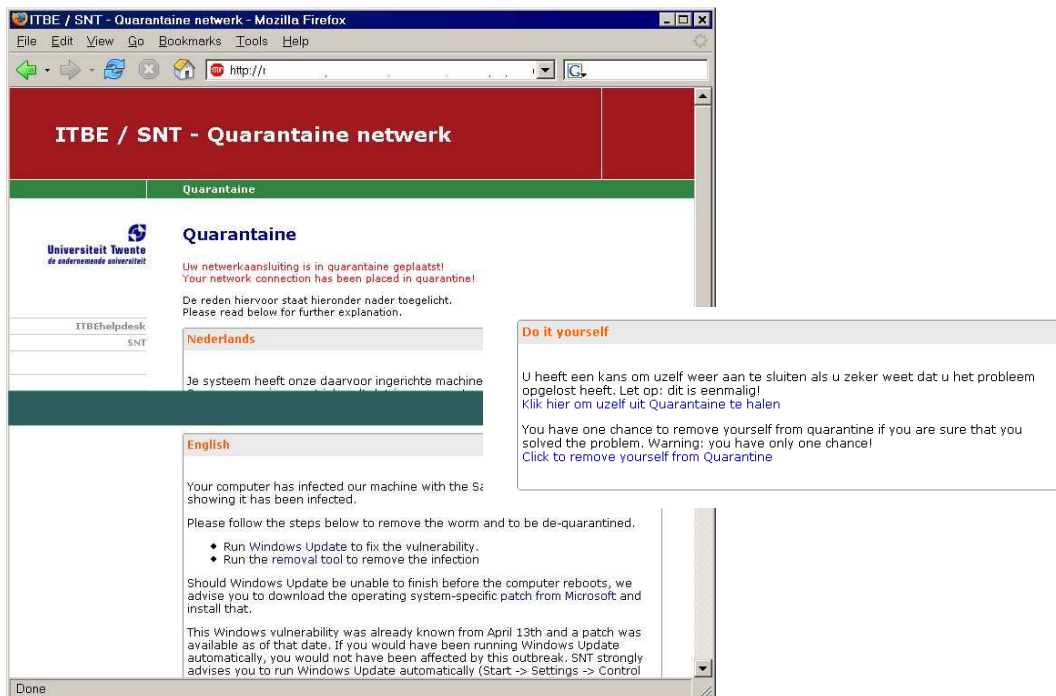 ITBE / SNT - Quarantaine netwerk - Mozilla Firefox
File Edit View Go Bookmarks Tools Help
http://
G
ITBE / SNT - Quarantaine netwerk
Quarantaine
Universiteit Twente
de ondernemende universiteit
ITBEhelpdesk
SNT
Quarantaine
Uw netwerkaansluiting is in quarantaine geplaatst!
Your network connection has been placed in quarantine!
De reden hiervoor staat hieronder nader toegelicht.
Please read below for further explanation.
Nederlands
Je systeem heeft onze daarvoor ingerichte machine
English
Your computer has infected our machine with the Sa
showing it has been infected.
Please follow the steps below to remove the worm and to be de-quarantined.
◆ Run Windows Update to fix the vulnerability.
◆ Run the removal tool to remove the infection
Should Windows Update be unable to finish before the computer reboots, we
advise you to download the operating system-specific patch from Microsoft and
install that.
This Windows vulnerability was already known from April 13th and a patch was
available as of that date. If you would have been running Windows Update
automatically, you would not have been affected by this outbreak. SNT strongly
advises you to run Windows Update automatically (Start -> Settings -> Control
Done
Do it yourself
U heeft een kans om uzelf weer aan te sluiten als u zeker weet dat u het probleem
opgelost heeft. Let op: dit is eenmalig!
Klik hier om uzelf uit Quarantaine te halen
You have one chance to remove yourself from quarantine if you are sure that you
solved the problem. Warning: you have only one chance!
Click to remove yourself from Quarantine